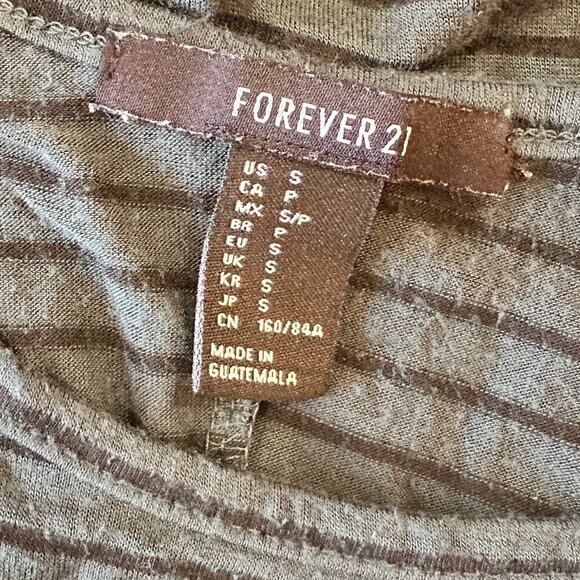 FOREVER 21
US S
CA P
MX S/P
BR P
EU S
UK S
KR S
JP S
CN 160/84A
MADE IN
GUATEMALA